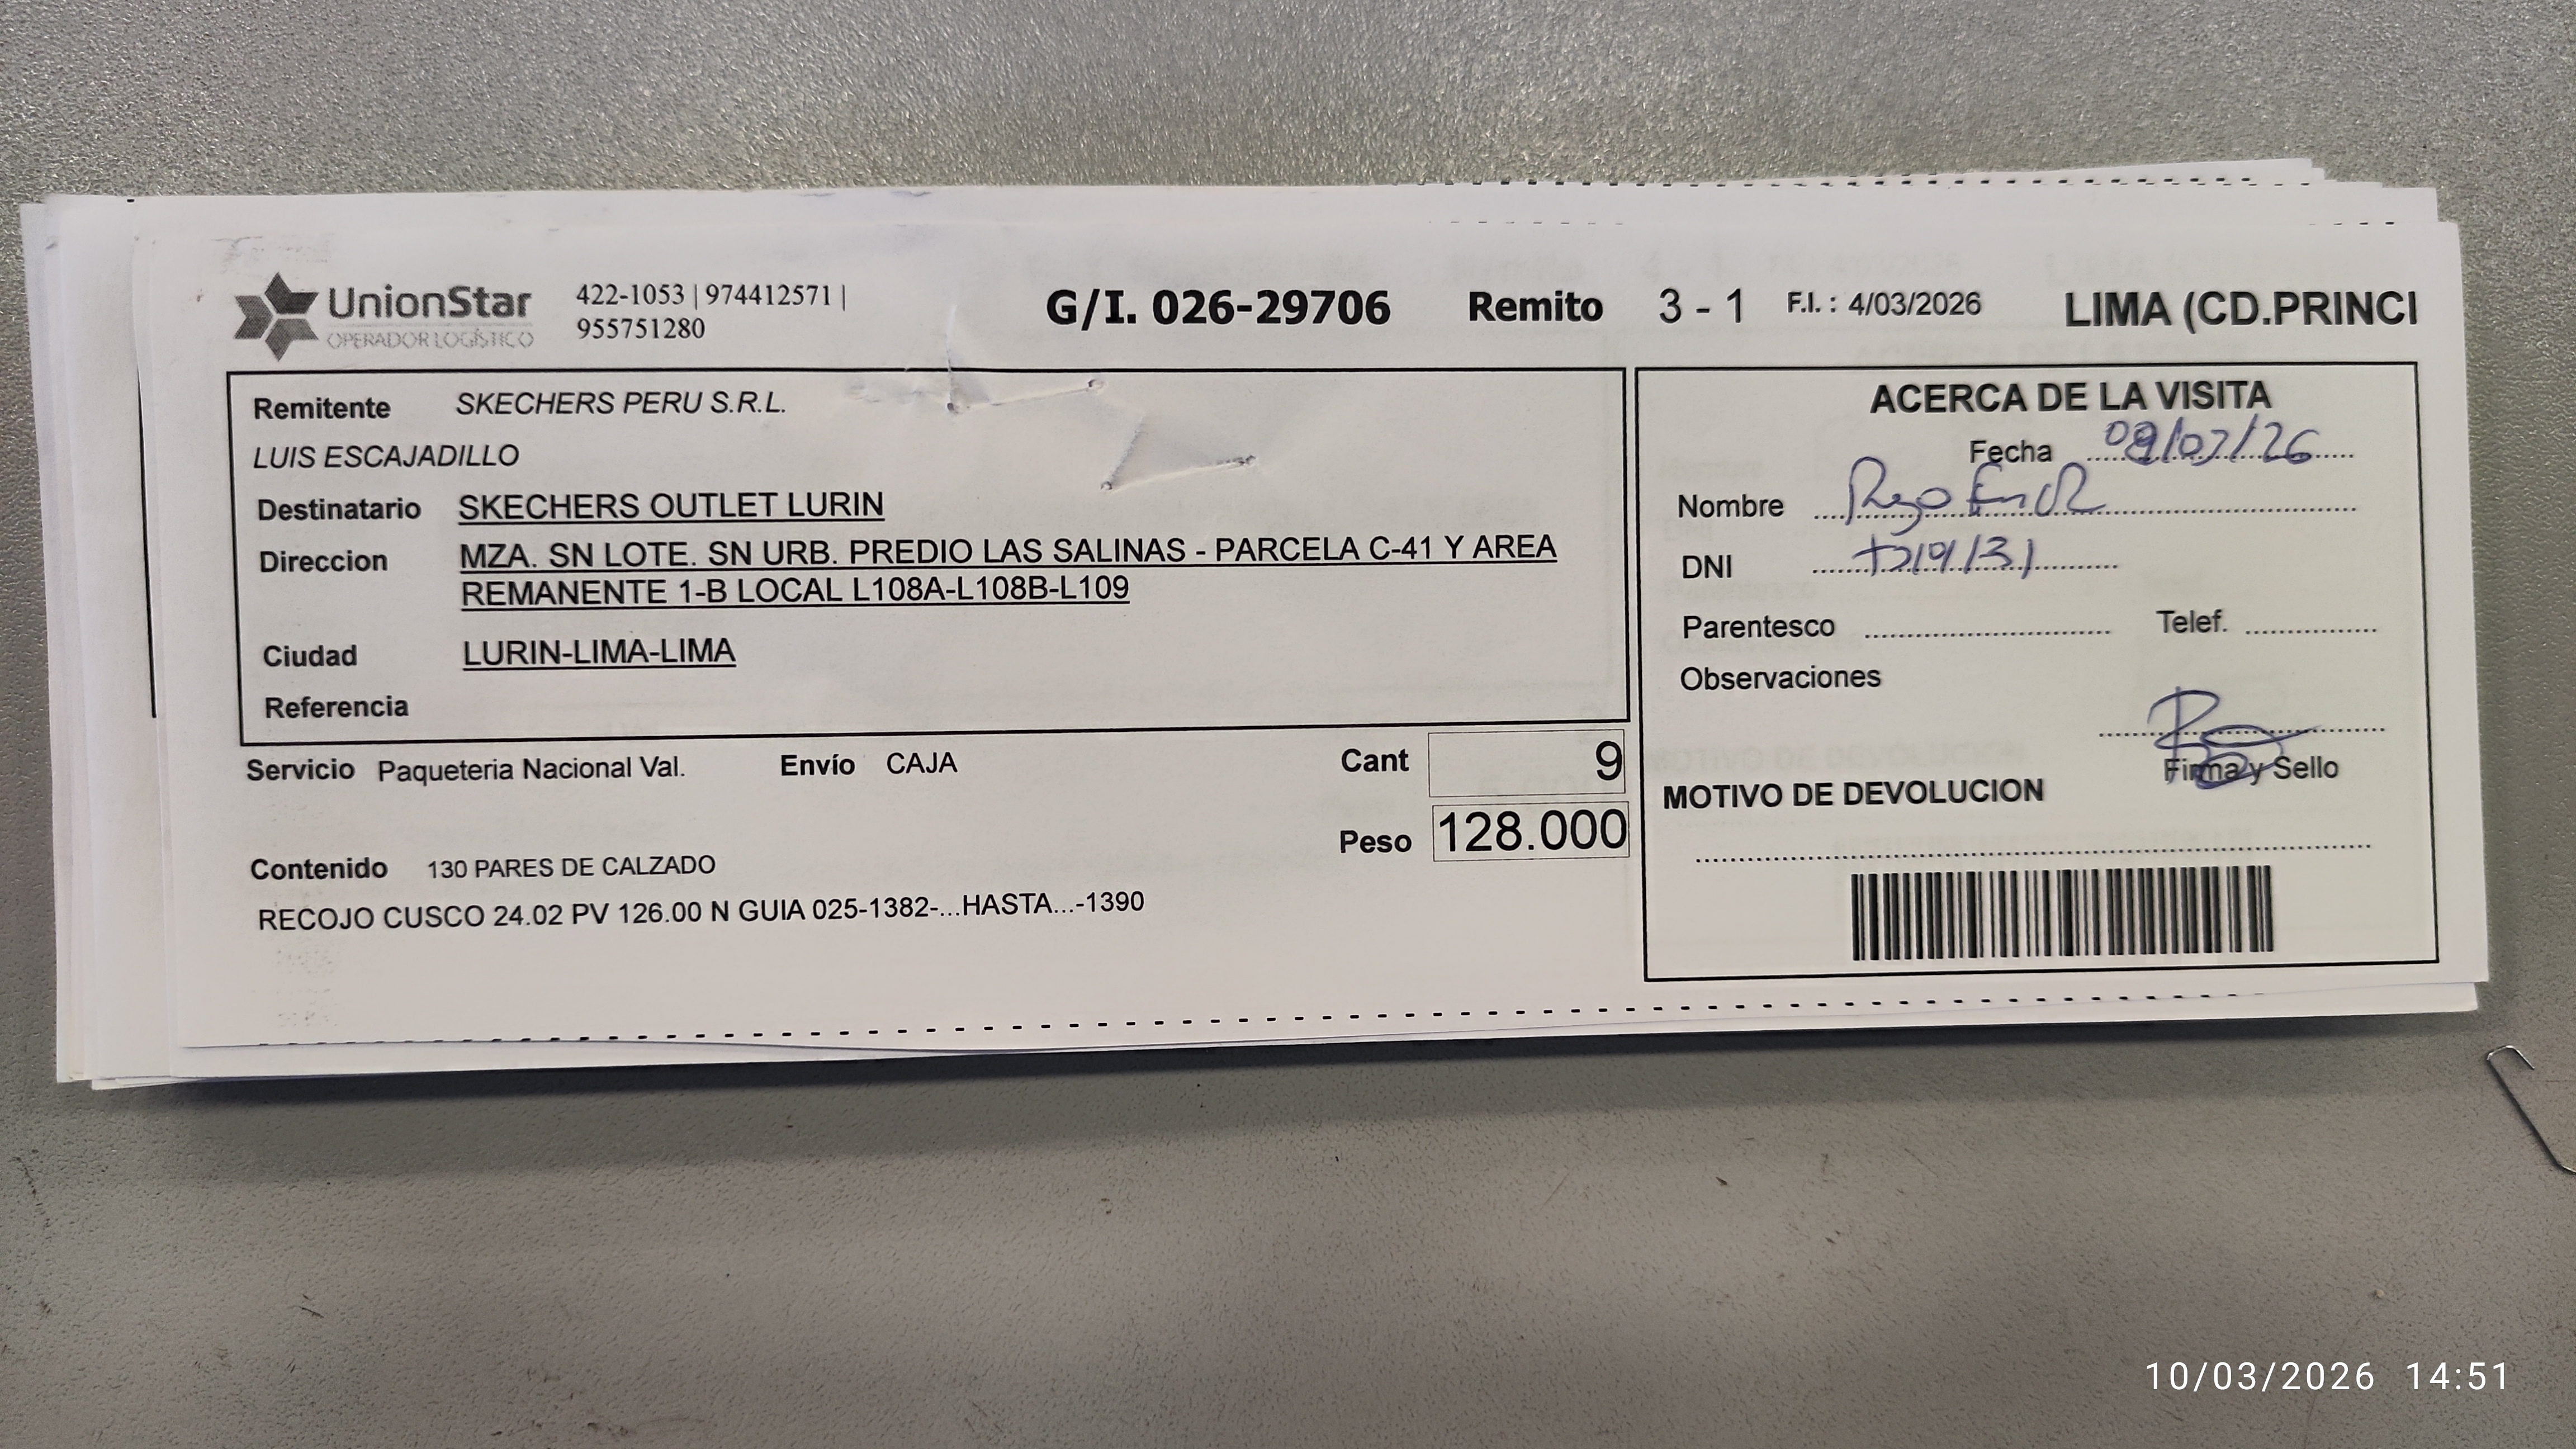 UnionStar
OPERADOR LOGÍSTICO
422-1053 | 974412571 |
955751280
G/I. 026-29706 Remito 3 - 1 F.I. : 4/03/2026 LIMA (CD.PRINCI
Remitente SKECHERS PERU S.R.L.
LUIS ESCAJADILLO
Destinatario SKECHERS OUTLET LURIN
Direccion MZA. SN LOTE. SN URB. PREDIO LAS SALINAS - PARCELA C-41 Y AREA
REMANENTE 1-B LOCAL L108A-L108B-L109
Ciudad LURIN-LIMA-LIMA
Referencia
Servicio Paqueteria Nacional Val. Envío CAJA Cant 9
Peso 128.000
Contenido 130 PARES DE CALZADO
RECOJO CUSCO 24.02 PV 126.00 N GUIA 025-1382-...HASTA...-1390
ACERCA DE LA VISITA
Fecha
Nombre
DNI
Parentesco Telef.
Observaciones
Firma y Sello
MOTIVO DE DEVOLUCION
10/03/2026 14:51